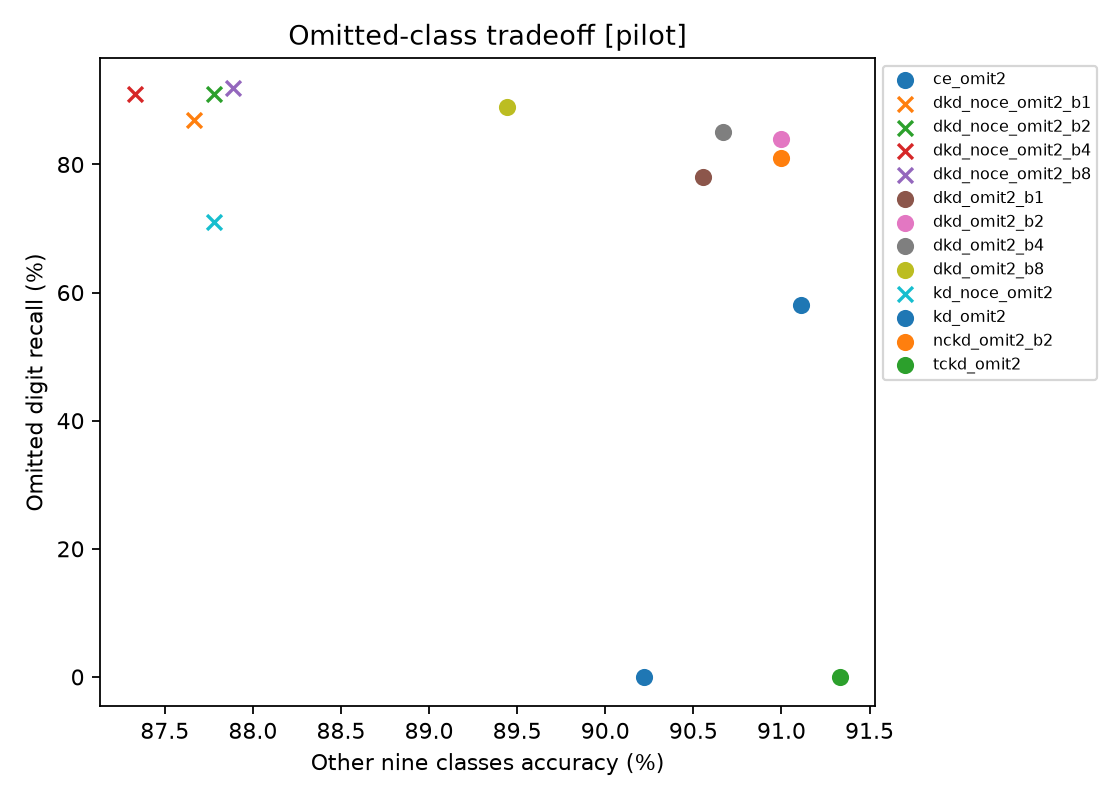 Omitted-class tradeoff [pilot]
ce_omit2
dkd_noce_omit2_b1
dkd_noce_omit2_b2
dkd_noce_omit2_b4
dkd_noce_omit2_b8
dkd_omit2_b1
dkd_omit2_b2
dkd_omit2_b4
dkd_omit2_b8
kd_noce_omit2
kd_omit2
nckd_omit2_b2
tckd_omit2
Omitted digit recall (%)
80
60
40
20
0
87.5 88.0 88.5 89.0 89.5 90.0 90.5 91.0 91.5
Other nine classes accuracy (%)